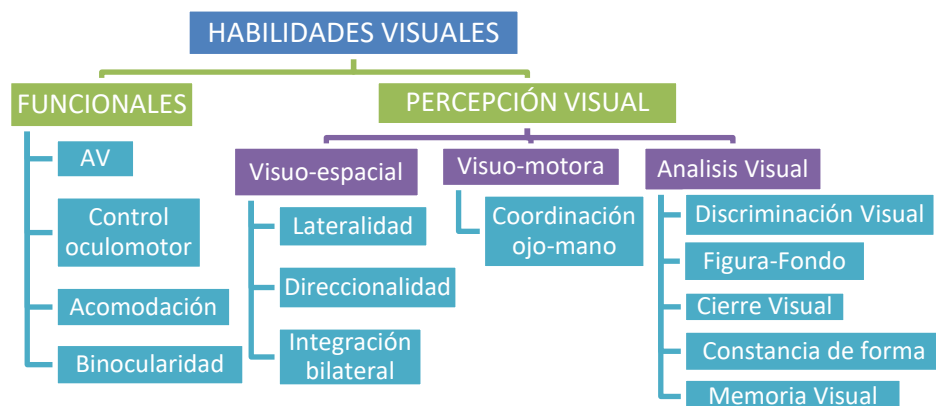 HABILIDADES VISUALES
FUNCIONALES
AV
Control
oculomotor
Acomodación
Binocularidad
PERCEPCIÓN VISUAL
Visuo-espacial
Lateralidad
Direccionalidad
Integración
bilateral
Visuo-motora
Coordinación
ojo-mano
Analisis Visual
Discriminación Visual
Figura-Fondo
Cierre Visual
Constancia de forma
Memoria Visual